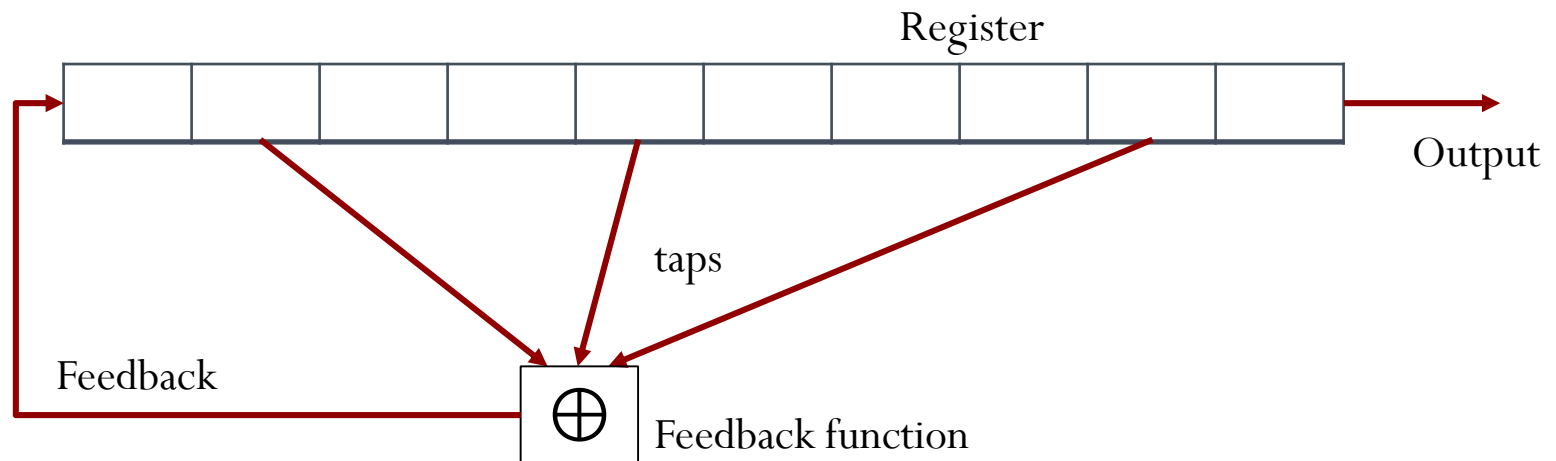 Register
Output
taps
Feedback
Feedback function